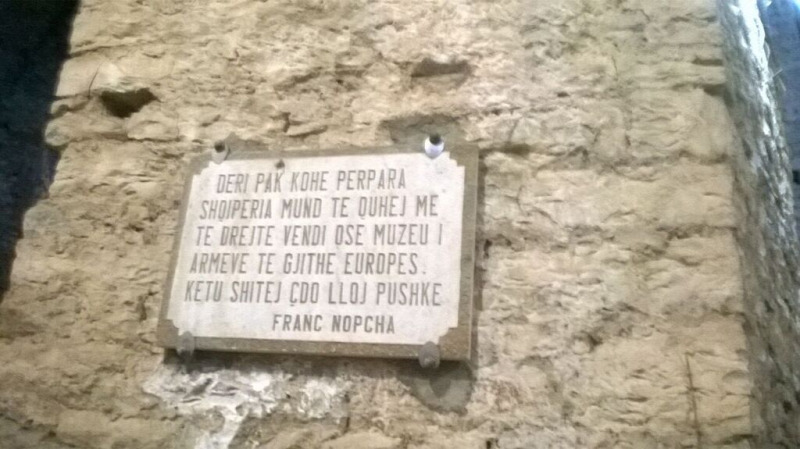 DERI PAK KOHE PERPARA
SHQIPERIA MUND TE QUHEJ ME
TE DREJTE VENDI OSE MUZEU I
ARMEVE TE GJITHE EUROPES.
KETU SHITEJ ÇDO LLOJ PUSHKE
FRANC NOPCHA